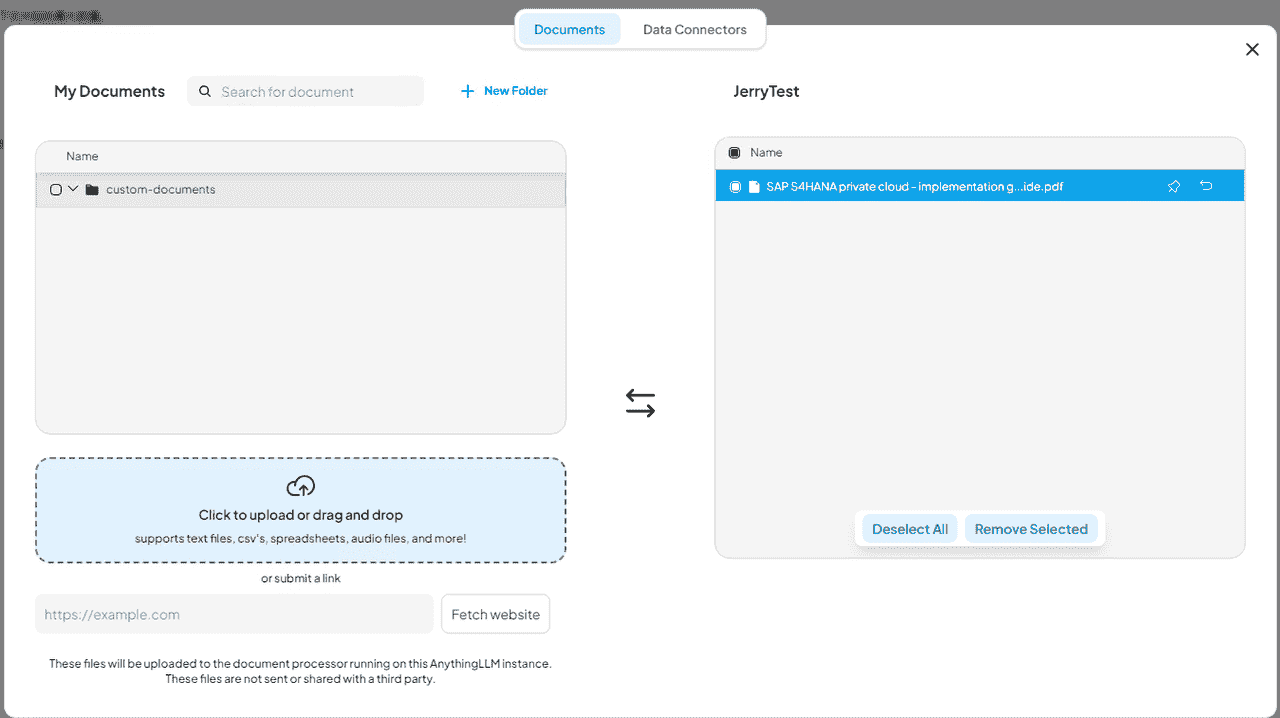 Documents
Data Connectors
My Documents
Search for document
New Folder
JerryTest
Name
custom-documents
Name
SAP S4HANA private cloud - implementation g...ide.pdf
Click to upload or drag and drop
supports text files, csv's, spreadsheets, audio files, and more!
or submit a link
https://example.com
Fetch website
These files will be uploaded to the document processor running on this AnythingLLM instance.
These files are not sent or shared with a third party.
Deselect All
Remove Selected